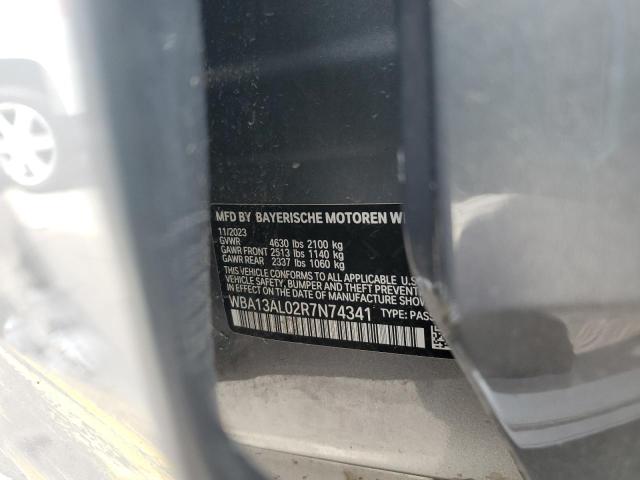 MFD BY BAYERISCHE MOTOREN W
11/2023
GVWR 4630 lbs 2100 kg
GAWR FRONT 2513 lbs 1140 kg
GAWR REAR 2337 lbs 1060 kg
THIS VEHICLE CONFORMS TO ALL APPLICABLE U.S
VEHICLE SAFETY, BUMPER AND THEFT
IN EFFECT ON THE DATE OF MANUFACTURE SHOW
WBA13AL02R7N74341 TYPE: PASS